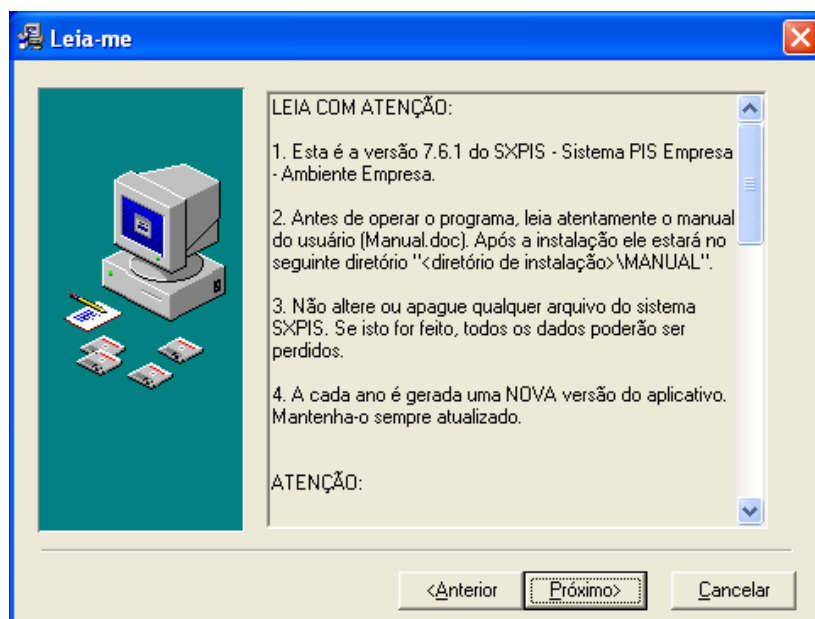 Leia-me
LEIA COM ATENÇÃO:
1. Esta é a versão 7.6.1 do SXPIS - Sistema PIS Empresa
- Ambiente Empresa.
2. Antes de operar o programa, leia atentamente o manual
do usuário (Manual.doc). Após a instalação ele estará no
seguinte diretório "<diretório de instalação>\MANUAL".
3. Não altere ou apague qualquer arquivo do sistema
SXPIS. Se isto for feito, todos os dados poderão ser
perdidos.
4. A cada ano é gerada uma NOVA versão do aplicativo.
Mantenha-o sempre atualizado.
ATENÇÃO:
<Anterior
Próximo>
Cancelar